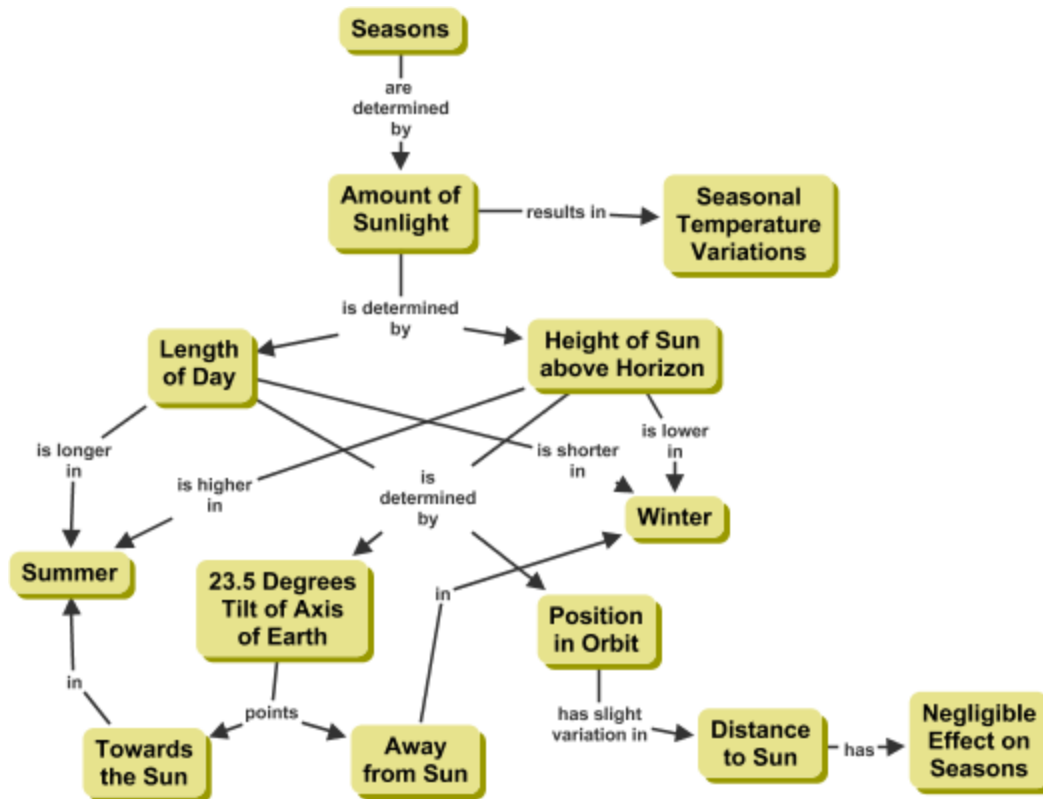 Seasons
are
determined
by
Amount of
Sunlight
results in
Seasonal
Temperature
Variations
is determined
by
Length
of Day
Height of Sun
above Horizon
is longer
in
is higher
in
is
determined
by
is shorter
in
is lower
in
Winter
Summer
23.5 Degrees
Tilt of Axis
of Earth
in
Position
in Orbit
in
points
has slight
variation in
Towards
the Sun
Away
from Sun
Distance
to Sun
has
Negligible
Effect on
Seasons